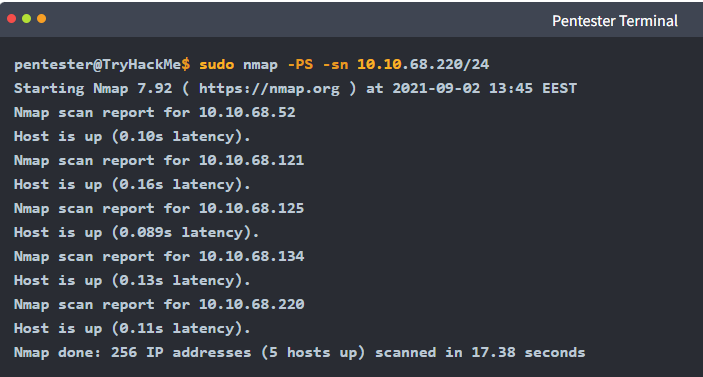 Pentester Terminal
pentester@TryHackMe$ sudo nmap -PS -sn 10.10.68.220/24
Starting Nmap 7.92 ( https://nmap.org ) at 2021-09-02 13:45 EEST
Nmap scan report for 10.10.68.52
Host is up (0.10s latency).
Nmap scan report for 10.10.68.121
Host is up (0.16s latency).
Nmap scan report for 10.10.68.125
Host is up (0.089s latency).
Nmap scan report for 10.10.68.134
Host is up (0.13s latency).
Nmap scan report for 10.10.68.220
Host is up (0.11s latency).
Nmap done: 256 IP addresses (5 hosts up) scanned in 17.38 seconds